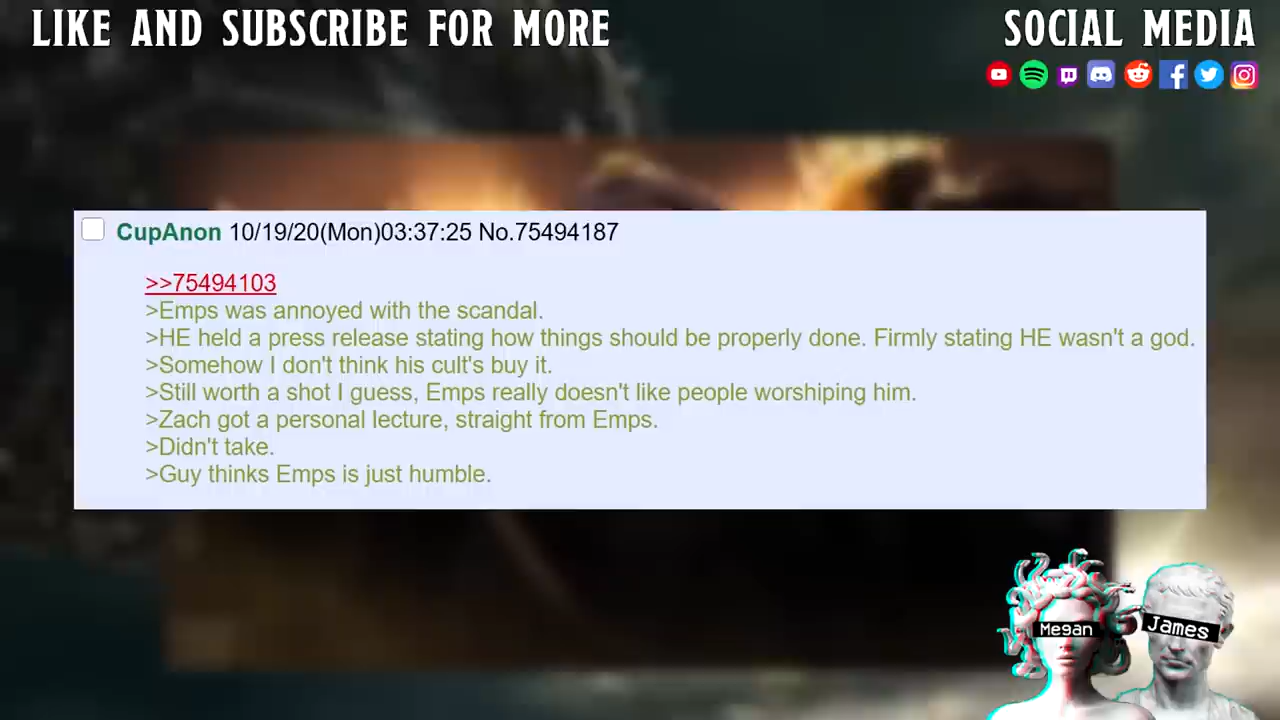 LIKE AND SUBSCRIBE FOR MORE
SOCIAL MEDIA
CupAnon 10/19/20(Mon)03:37:25 No.75494187
>>75494103
>Emps was annoyed with the scandal.
>HE held a press release stating how things should be properly done. Firmly stating HE wasn't a god.
>Somehow I don't think his cult's buy it.
>Still worth a shot I guess, Emps really doesn't like people worshiping him.
>Zach got a personal lecture, straight from Emps.
>Didn't take.
>Guy thinks Emps is just humble.
Megan
James